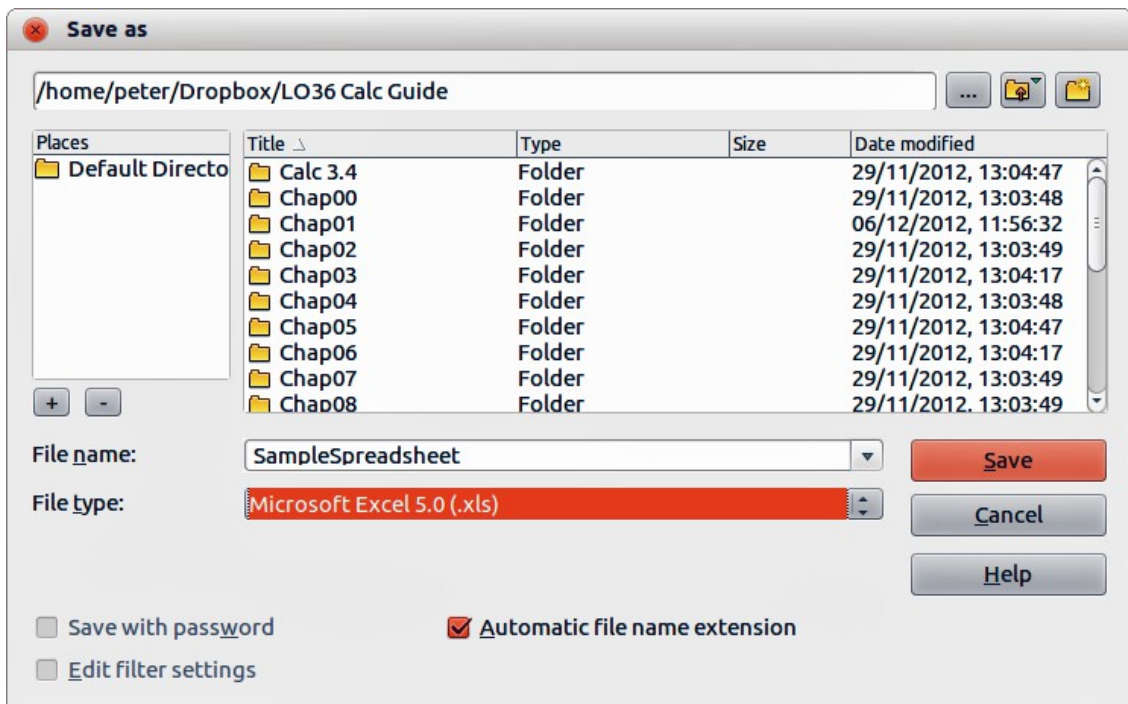 Save as
/home/peter/Dropbox/LO36 Calc Guide
...
Places
Title Type Size Date modified
Default Directo
Calc 3.4 Folder 29/11/2012, 13:04:47
Chap00 Folder 29/11/2012, 13:03:48
Chap01 Folder 06/12/2012, 11:56:32
Chap02 Folder 29/11/2012, 13:03:49
Chap03 Folder 29/11/2012, 13:04:17
Chap04 Folder 29/11/2012, 13:03:48
Chap05 Folder 29/11/2012, 13:04:47
Chap06 Folder 29/11/2012, 13:04:17
Chap07 Folder 29/11/2012, 13:03:49
Chap08 Folder 29/11/2012, 13:03:49
+ -
File name: SampleSpreadsheet
Save
File type: Microsoft Excel 5.0 (.xls)
Cancel
Help
Save with password
Automatic file name extension
Edit filter settings